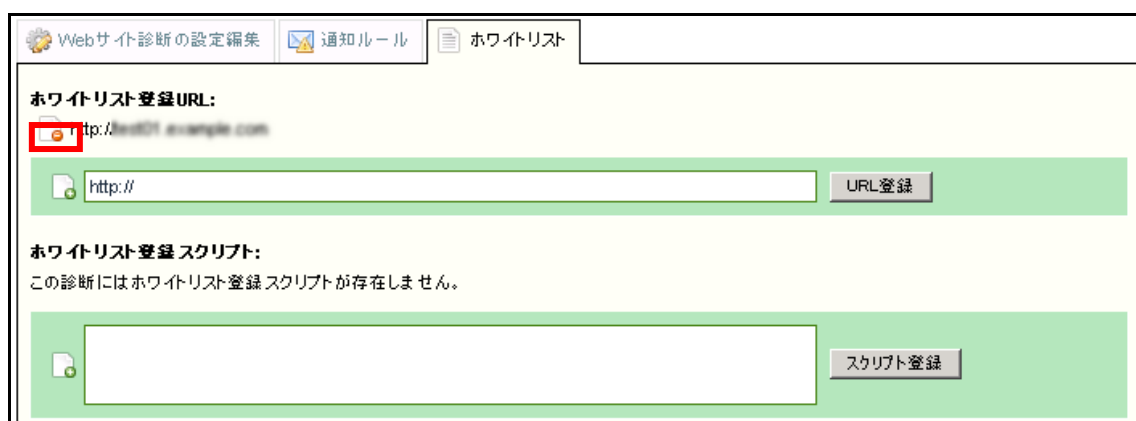 Webサイト診断の設定編集 通知ルール ホワイトリスト
ホワイトリスト登録URL:
http://test01.example.com
http:// URL登録
ホワイトリスト登録スクリプト:
この診断にはホワイトリスト登録スクリプトが存在しません。
スクリプト登録